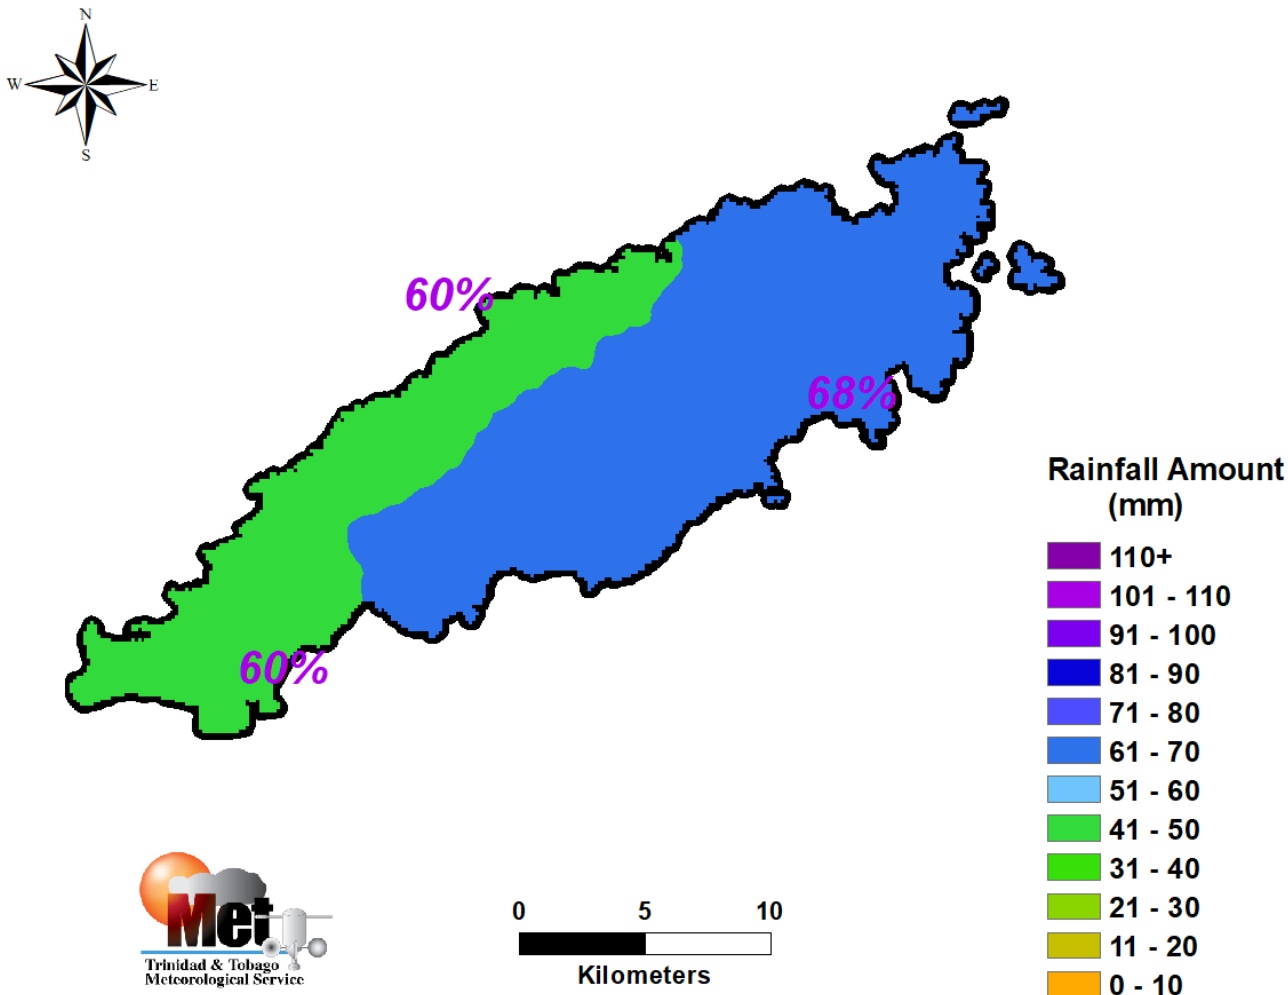 N
W E
S
60%
68%
60%
Rainfall Amount
(mm)
110+
101 - 110
91 - 100
81 - 90
71 - 80
61 - 70
51 - 60
41 - 50
31 - 40
21 - 30
11 - 20
0 - 10
Met
Trinidad & Tobago
Meteorological Service
0 5 10
Kilometers